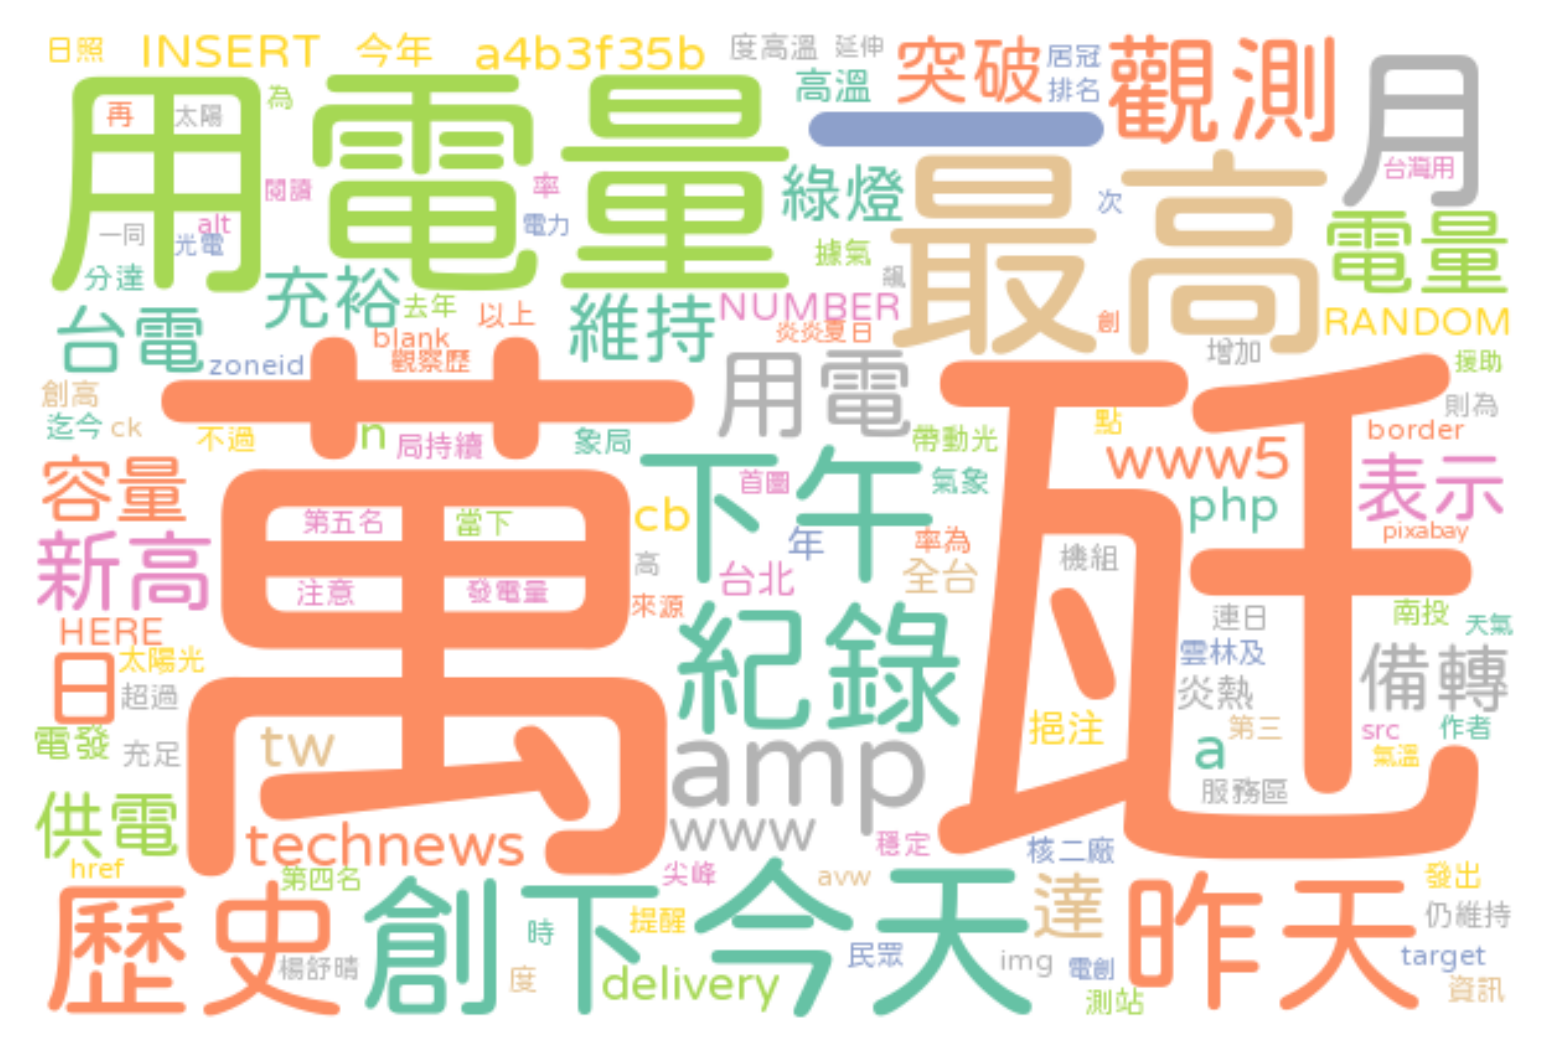 日照 INSERT 今年 a4b3f35b 度高溫 延伸 突破 居冠 觀測
用電量 為 高溫 排名 一 月
再 太陽 閱讀 率 綠燈 最高 次 台灣用
一同 alt 光電 電力 據氣 電量
分達 充裕 去年 以上 維持 NUMBER 飆 創 RANDOM
台電 zoneid blank 觀察歷 炎炎夏日 增加 援助
創高 萬 用電 瓩 則為
迄今 ck 不過 n 局持續 象局 帶動光 點 border
容量 下午 首圖 氣象 www5 表示
第五名 當下 cb 年 率為 php pixabay
新高 高 台北 全台 機組
注意 發電量 來源 連日 南投 天氣
HERE 紀錄 雲林及
日 太陽光 超過 炎熱 備轉
電發 充足 tw amp 挹注 a 第三 src 作者 氣溫
供電 technews www 服務區
href 第四名 尖峰 穩定 avw 核二廠 發出
歷史 創下 今天 達 昨天 仍維持
楊舒晴 時 度 提醒 delivery 民眾 img 電創 測站 target 資訊